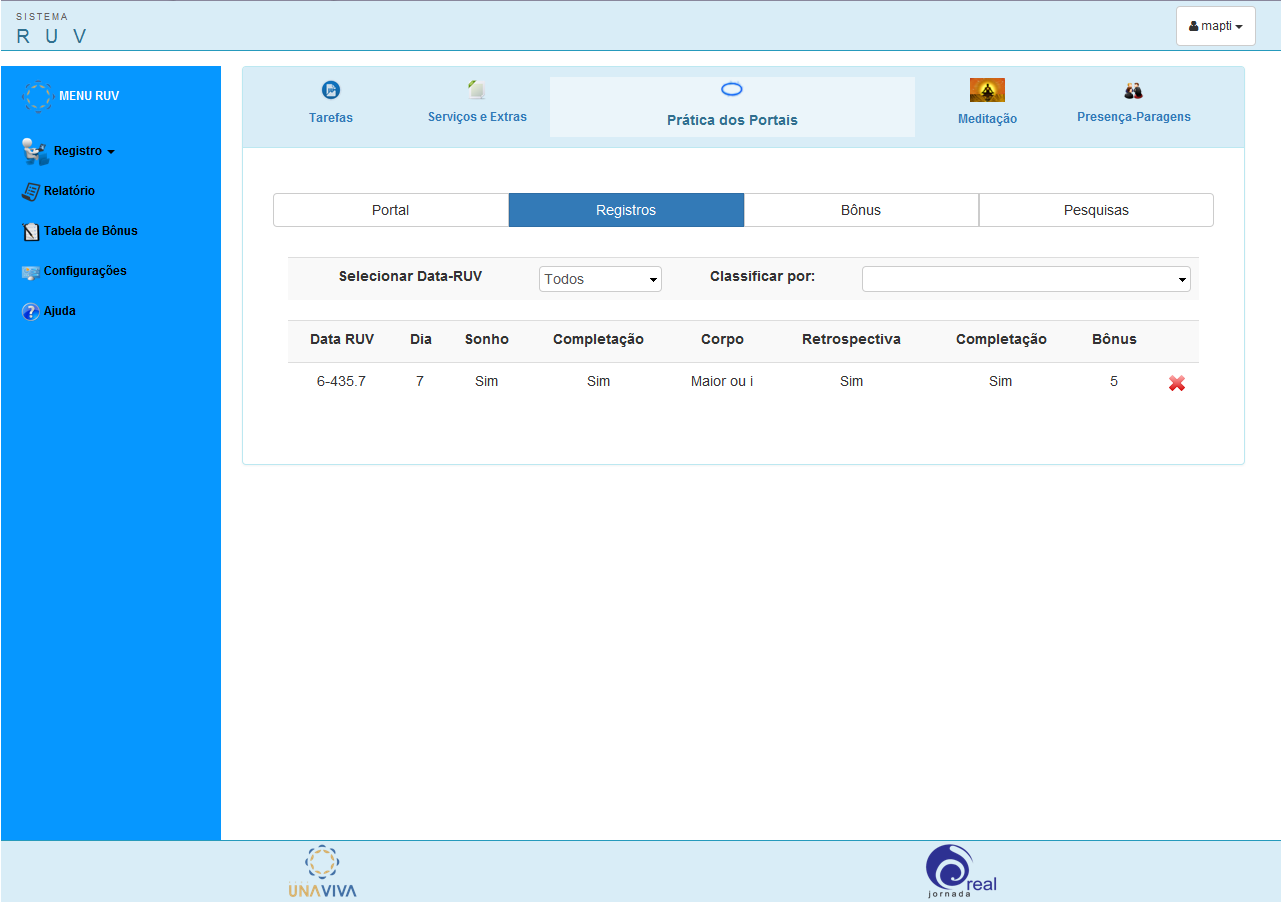 SISTEMA
R U V
mapti
MENU RUV
Registro
Relatório
Tabela de Bônus
Configurações
Ajuda
Tarefas
Serviços e Extras
Prática dos Portais
Meditação
Presença-Paragens
Portal Registros Bônus Pesquisas
Selecionar Data-RUV Todos Classificar por:
Data RUV Dia Sonho Completação Corpo Retrospectiva Completação Bônus
6-435.7 7 Sim Sim Maior ou i Sim Sim 5
UNAVIVA
real
jornada